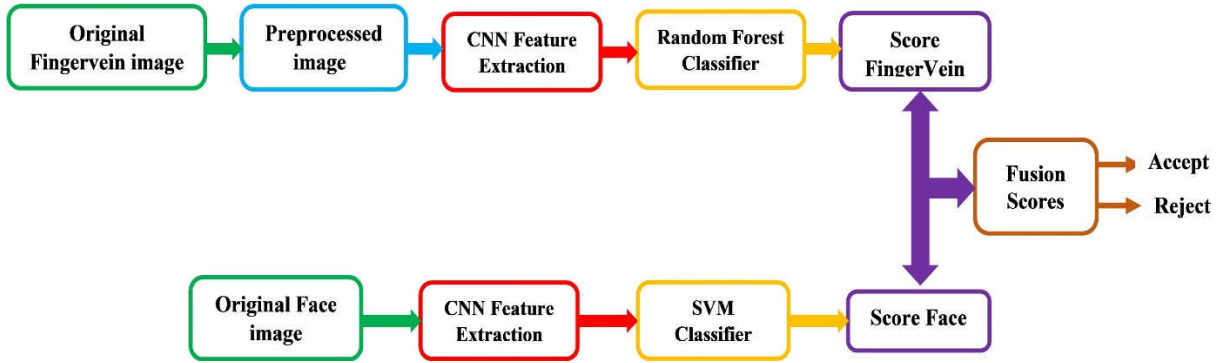 Original
Fingervein image
Preprocessed
image
CNN Feature
Extraction
Random Forest
Classifier
Score
FingerVein
Fusion
Scores
Accept
Reject
Original Face
image
CNN Feature
Extraction
SVM
Classifier
Score Face